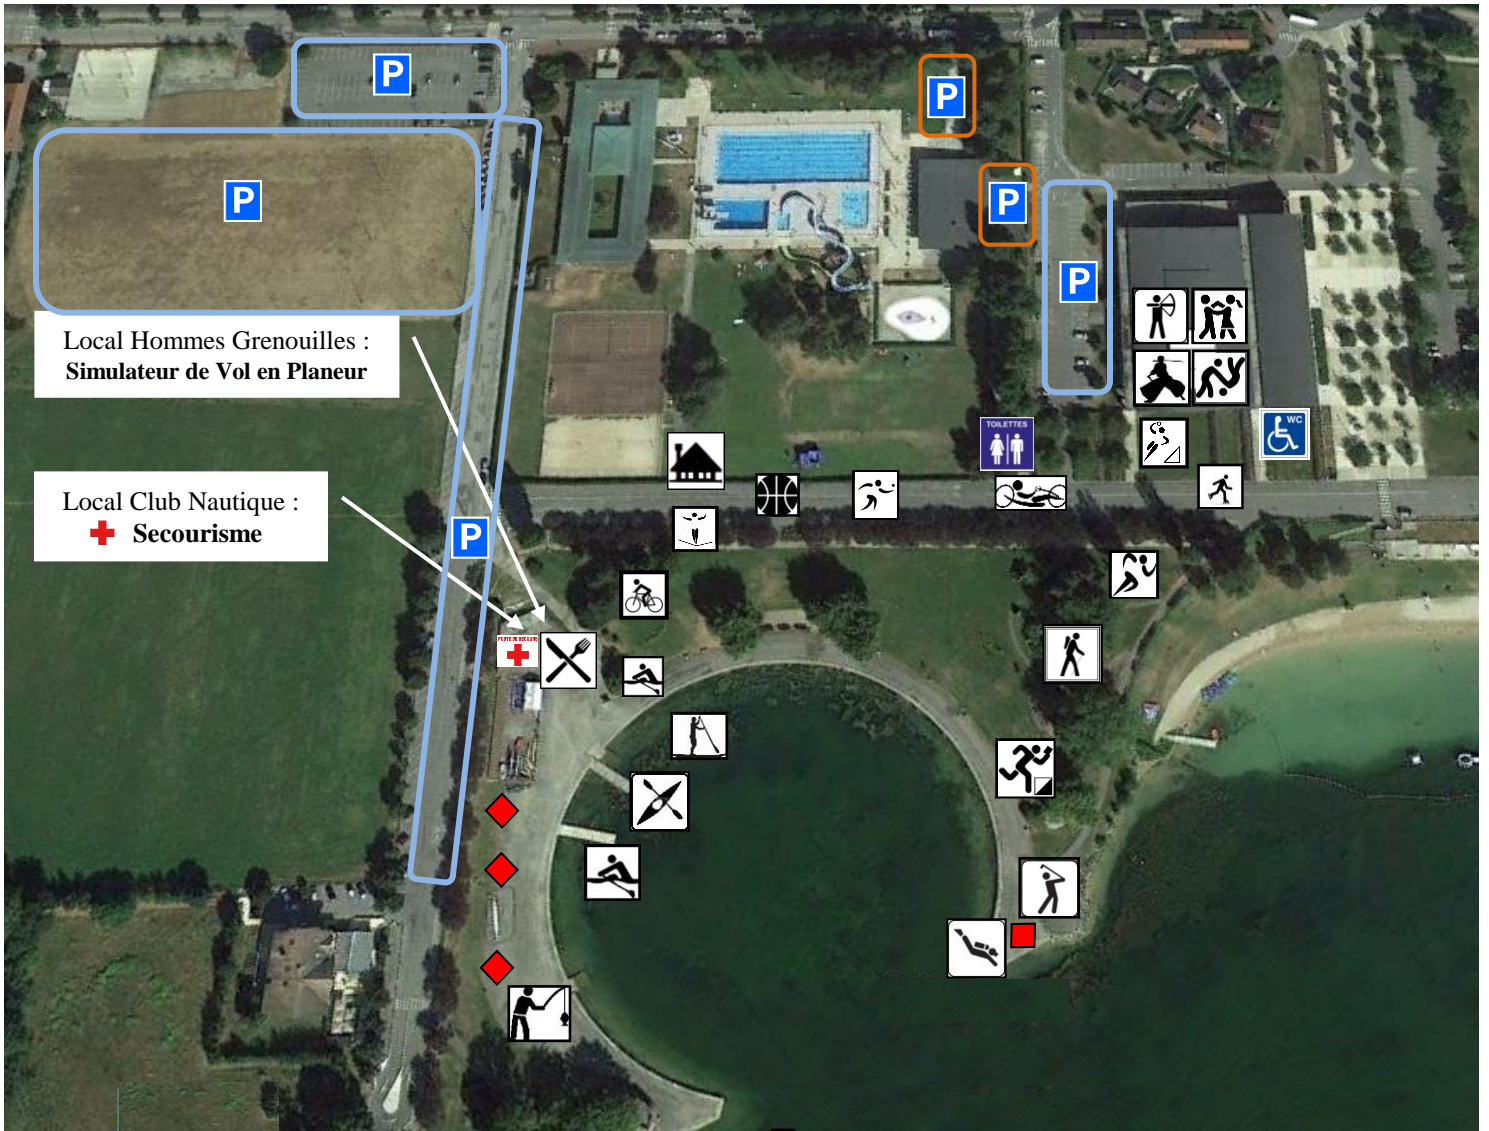 P
P
P
P
P
Local Hommes Grenouilles :
Simulateur de Vol en Planeur
P
TOILETTES
WC
Local Club Nautique :
Secourisme
P
POSTE DE SECOURS